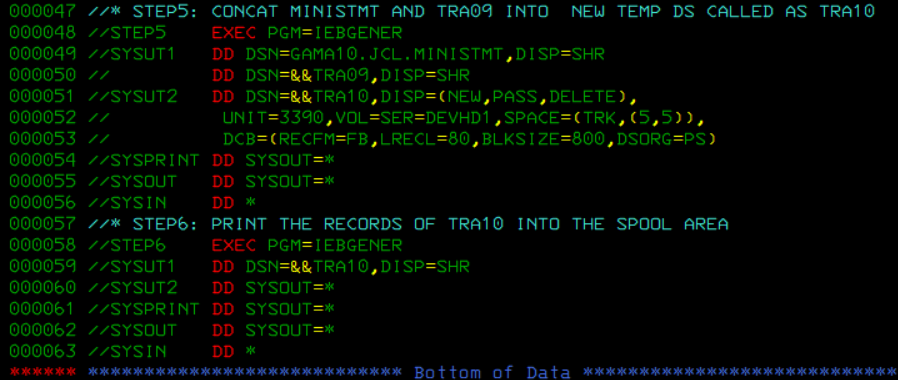 000047 //* STEP5: CONCAT MINISTMT AND TRA09 INTO  NEW TEMP DS CALLED AS TRA10
000048 //STEP5    EXEC PGM=IEBGENER
000049 //SYSUT1   DD DSN=GAMA10.JCL.MINISTMT,DISP=SHR
000050 //         DD DSN=&&TRA09,DISP=SHR
000051 //SYSUT2   DD DSN=&&TRA10,DISP=(NEW,PASS,DELETE),
000052 //          UNIT=3390,VOL=SER=DEVHD1,SPACE=(TRK,(5,5)),
000053 //          DCB=(RECFM=FB,LRECL=80,BLKSIZE=800,DSORG=PS)
000054 //SYSPRINT DD SYSOUT=*
000055 //SYSOUT   DD SYSOUT=*
000056 //SYSIN    DD *
000057 //* STEP6: PRINT THE RECORDS OF TRA10 INTO THE SPOOL AREA
000058 //STEP6    EXEC PGM=IEBGENER
000059 //SYSUT1   DD DSN=&&TRA10,DISP=SHR
000060 //SYSUT2   DD SYSOUT=*
000061 //SYSPRINT DD SYSOUT=*
000062 //SYSOUT   DD SYSOUT=*
000063 //SYSIN    DD *
****** **************************** Bottom of Data ****************************